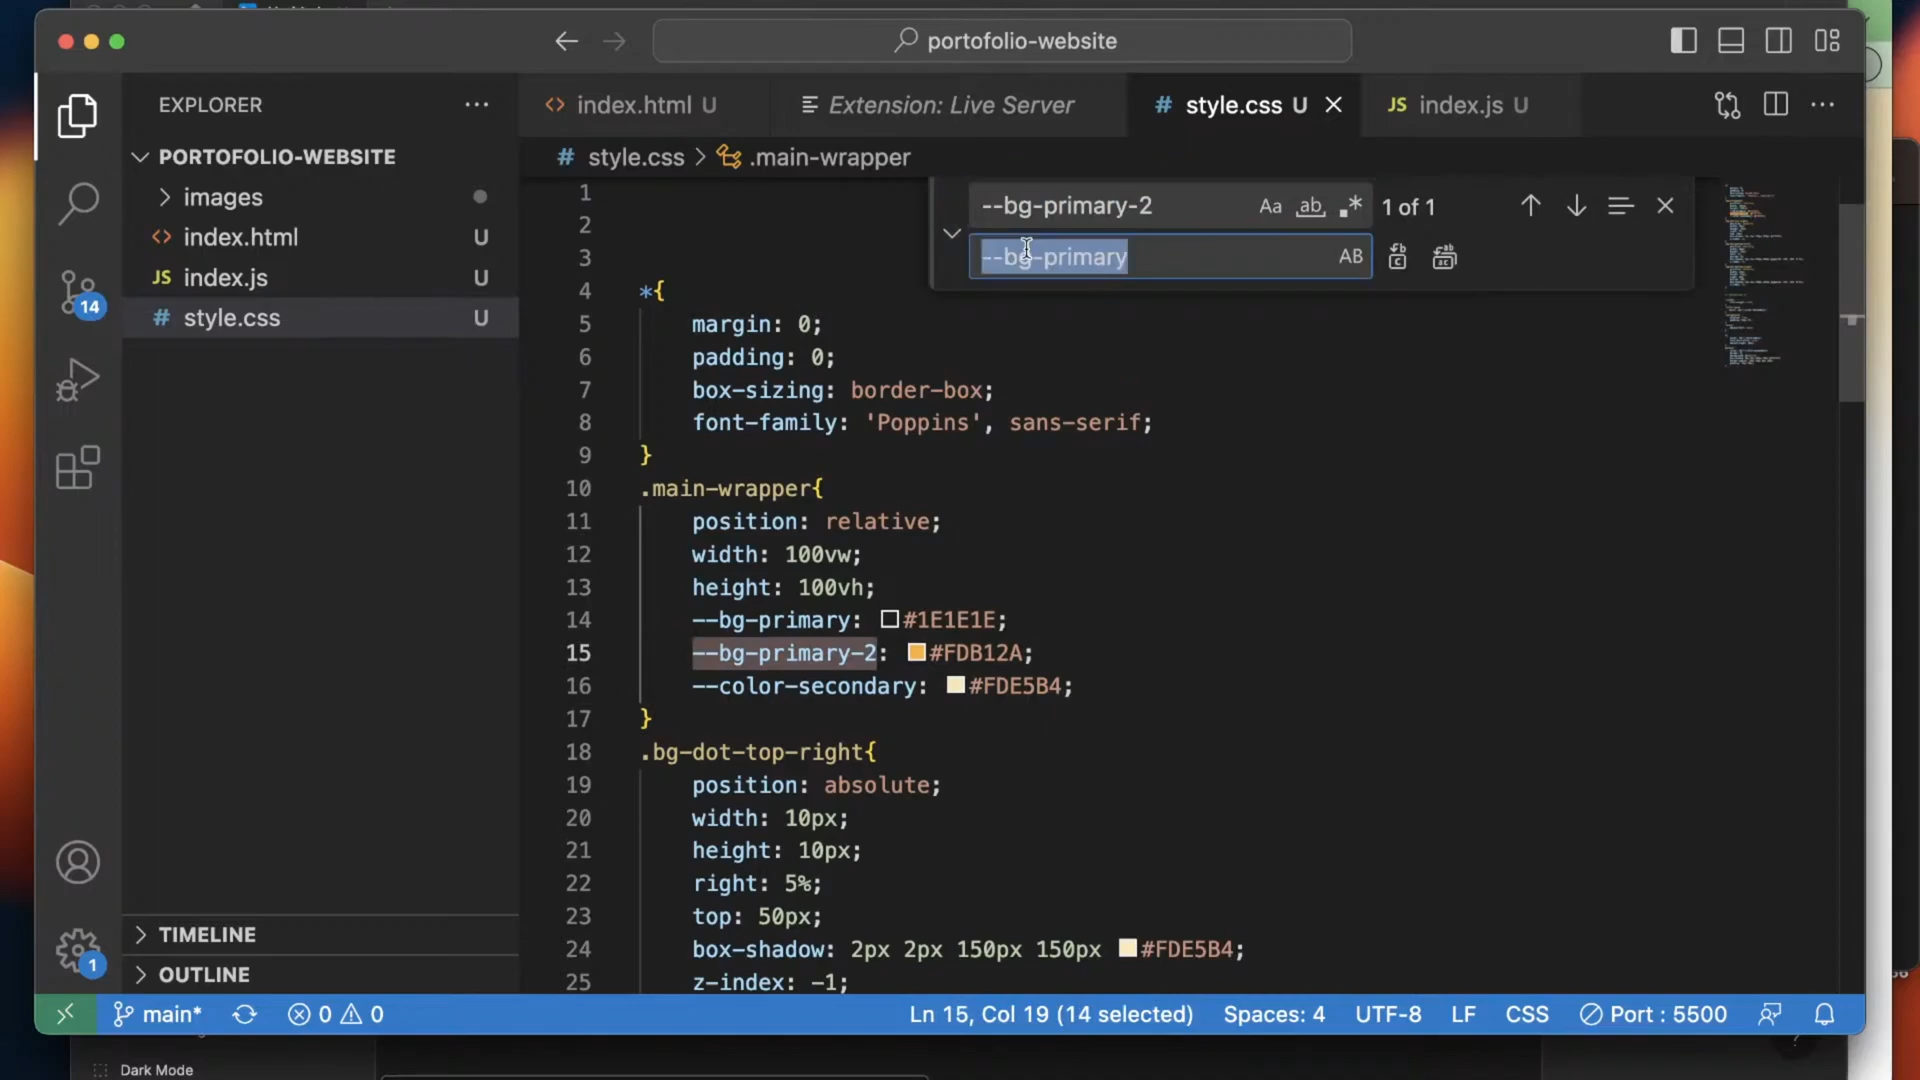 portofolio-website
EXPLORER
PORTOFOLIO-WEBSITE
images
<> index.html U
JS index.js U
# style.css U
TIMELINE
OUTLINE
14
1
<> index.html U
Extension: Live Server
# style.css U
JS index.js U
# style.css > .main-wrapper
--bg-primary-2 Aa ab 1 of 1
--bg-primary AB
1
2
3
4 *{
5 margin: 0;
6 padding: 0;
7 box-sizing: border-box;
8 font-family: 'Poppins', sans-serif;
9 }
10 .main-wrapper{
11 position: relative;
12 width: 100vw;
13 height: 100vh;
14 --bg-primary: #1E1E1E;
15 --bg-primary-2: #FDB12A;
16 --color-secondary: #FDE5B4;
17 }
18 .bg-dot-top-right{
19 position: absolute;
20 width: 10px;
21 height: 10px;
22 right: 5%;
23 top: 50px;
24 box-shadow: 2px 2px 150px 150px #FDE5B4;
25 z-index: -1;
main* 0 0 Ln 15, Col 19 (14 selected) Spaces: 4 UTF-8 LF CSS Port : 5500
Dark Mode